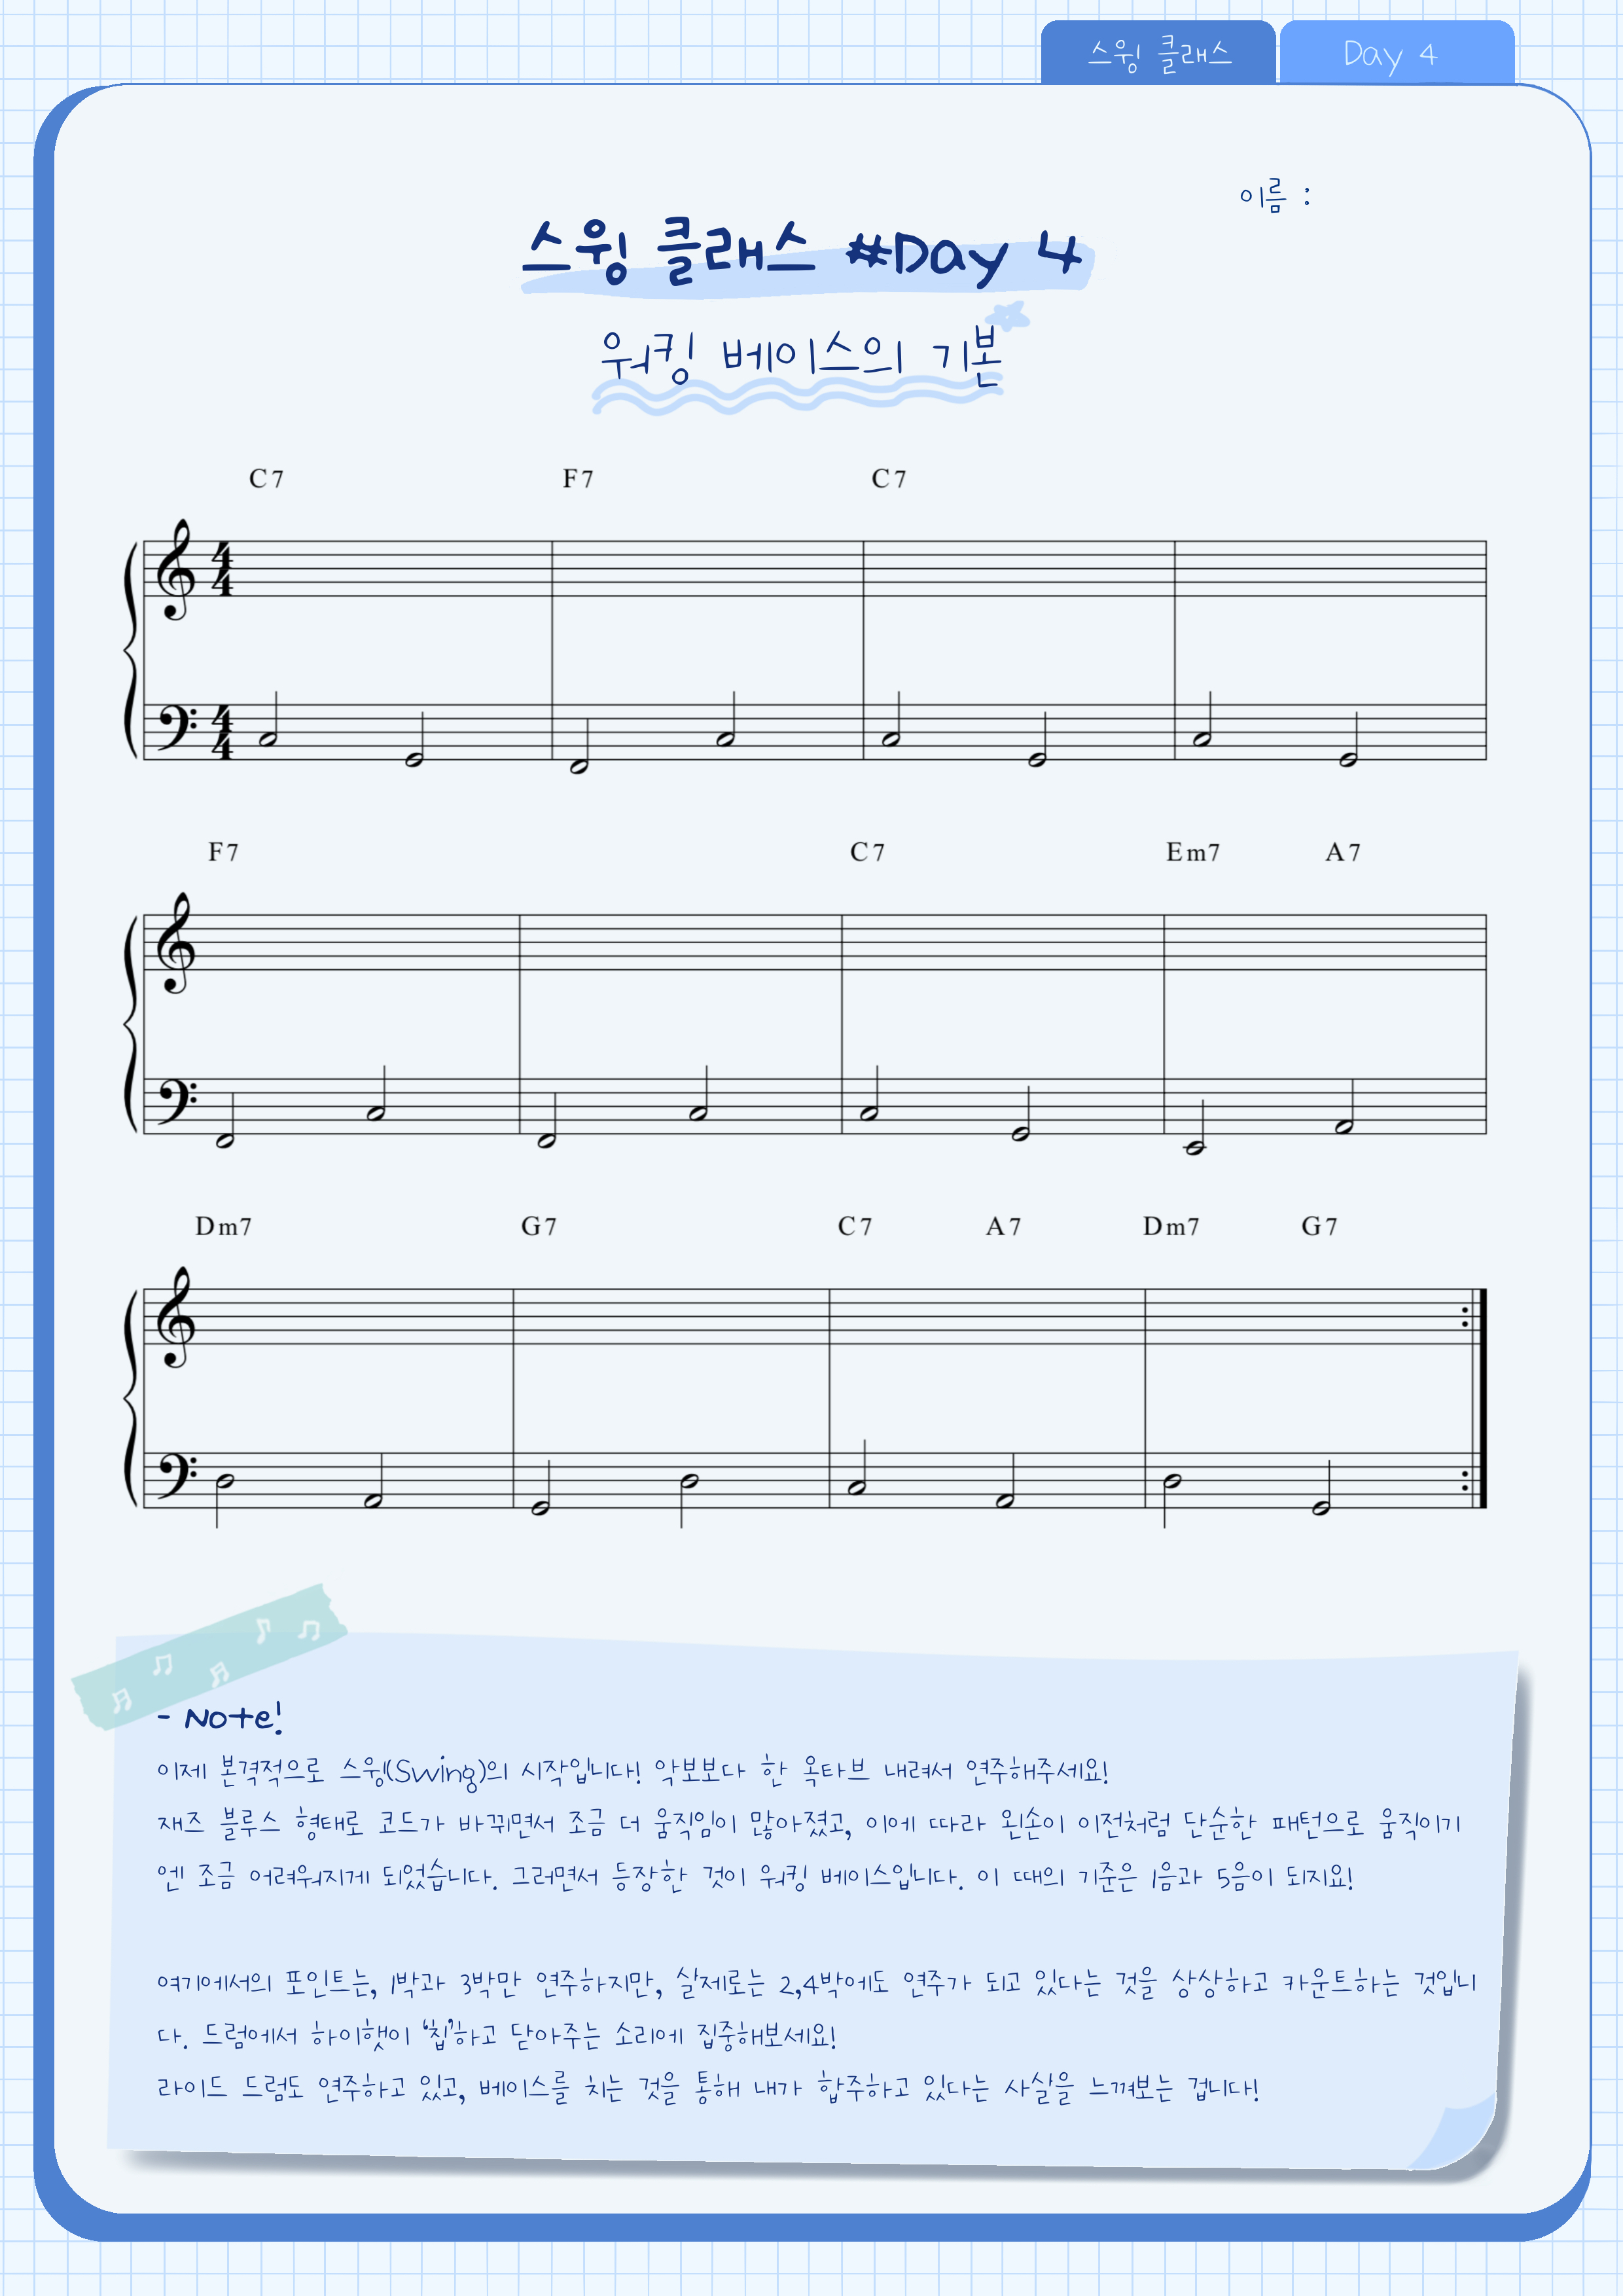 스윙 클래스 Day 4
이름 :
스윙 클래스 #Day 4
워킹 베이스의 기본
C7 F7 C7
F7 C7 Em7 A7
Dm7 G7 C7 A7 Dm7 G7
- Note!
이제 본격적으로 스윙(Swing)의 시작입니다! 악보보다 한 옥타브 내려서 연주해주세요!
재즈 블루스 형태로 코드가 바뀌면서 조금 더 움직임이 많아졌고, 이에 따라 왼손이 이전처럼 단순한 패턴으로 움직이기
엔 조금 어려워지게 되었습니다. 그러면서 등장한 것이 워킹 베이스입니다. 이 때의 기준은 1음과 5음이 되지요!
여기에서의 포인트는, 1박과 3박만 연주하지만, 실제로는 2,4박에도 연주가 되고 있다는 것을 상상하고 카운트하는 것입니
다. 드럼에서 하이햇이 '칩'하고 닫아주는 소리에 집중해보세요!
라이드 드럼도 연주하고 있고, 베이스를 치는 것을 통해 내가 합주하고 있다는 사실을 느껴보는 겁니다!